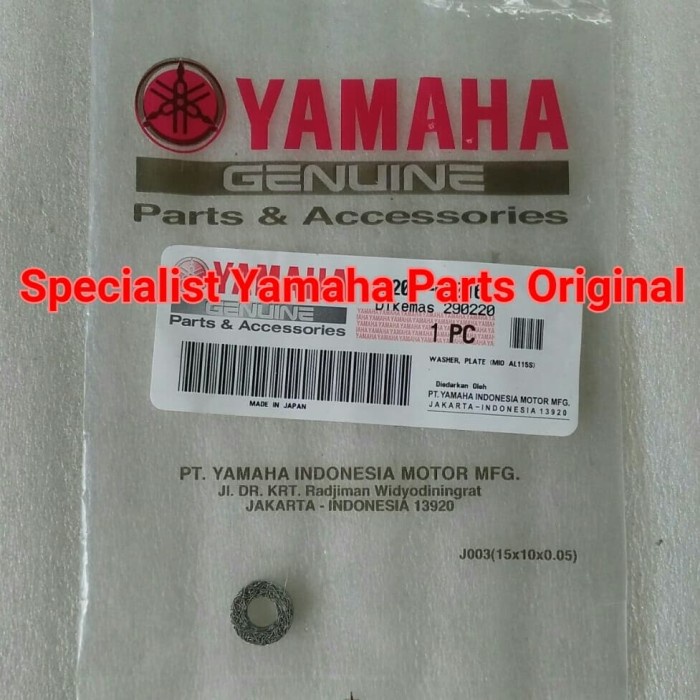 YAMAHA
GENUINE
Parts & Accessories
Specialist Yamaha Parts Original
YAMAHA
GENUINE
Parts & Accessories
Dikemas 290220
1 PC
WASHER, PLATE (MIO AL115S)
MADE IN JAPAN
Diedarkan Oleh
PT. YAMAHA INDONESIA MOTOR MFG.
JAKARTA-INDONESIA 13920
PT. YAMAHA INDONESIA MOTOR MFG.
Jl. DR. KRT. Radjiman Widyodiningrat
JAKARTA - INDONESIA 13920
J003(15x10x0.05)